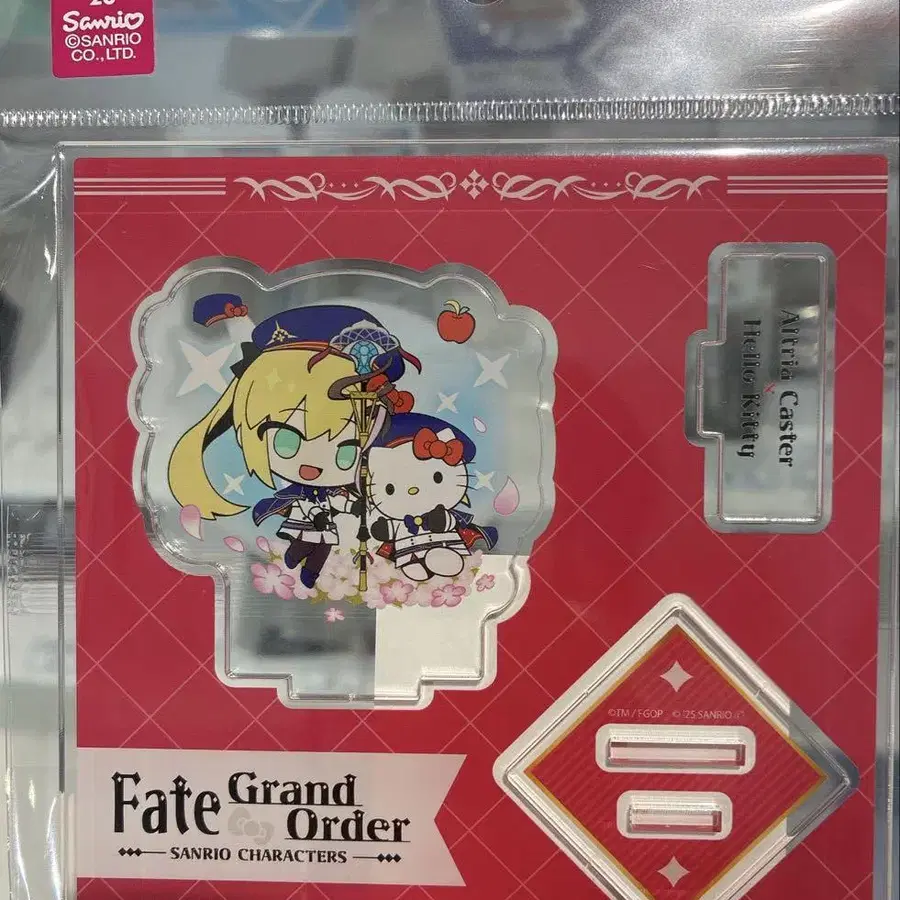 Sanrio
©SANRIO
CO.,LTD.
Altria Caster
×
Hello Kitty
©TM / FGOP © '25 SANRIO
Fate Grand
Order
SANRIO CHARACTERS